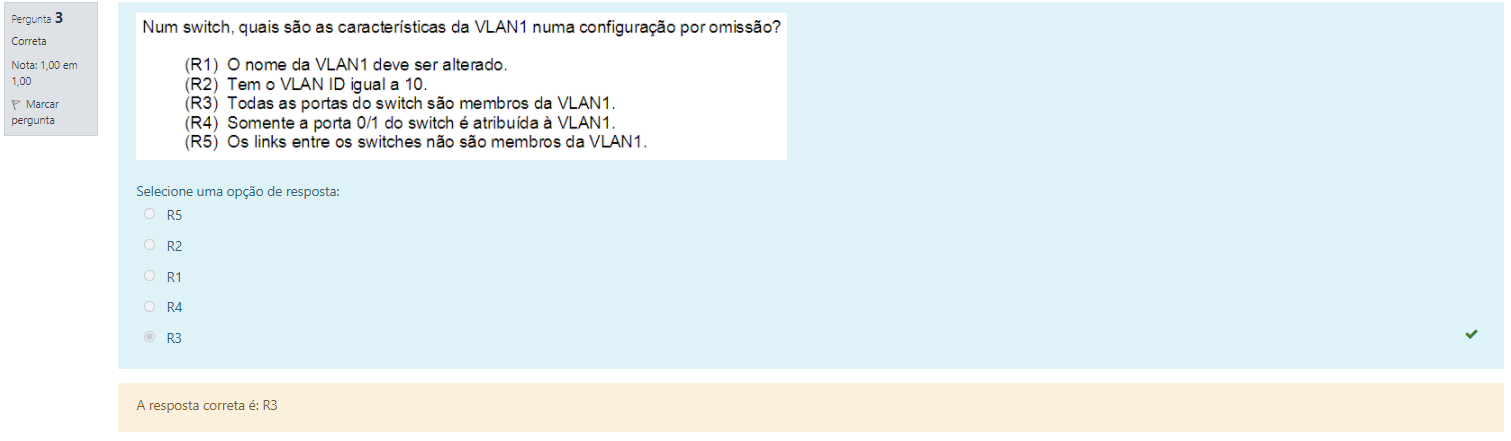 Pergunta 3
Correta
Nota: 1,00 em
1,00
Marcar
pergunta
Num switch, quais são as características da VLAN1 numa configuração por omissão?
(R1) O nome da VLAN1 deve ser alterado.
(R2) Tem o VLAN ID igual a 10.
(R3) Todas as portas do switch são membros da VLAN1.
(R4) Somente a porta 0/1 do switch é atribuída à VLAN1.
(R5) Os links entre os switches não são membros da VLAN1.
Selecione uma opção de resposta:
R5
R2
R1
R4
R3
A resposta correta é: R3